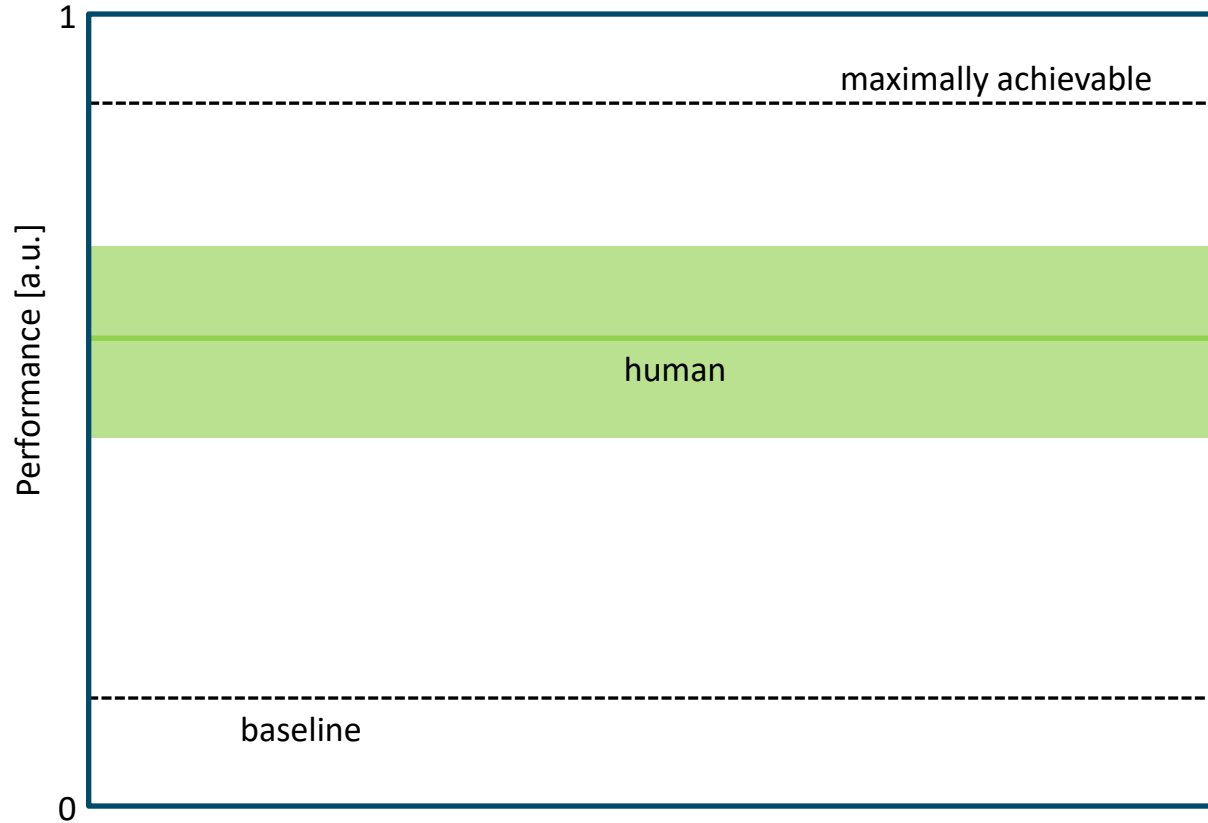 1
maximally achievable
Performance [a.u.]
human
baseline
0